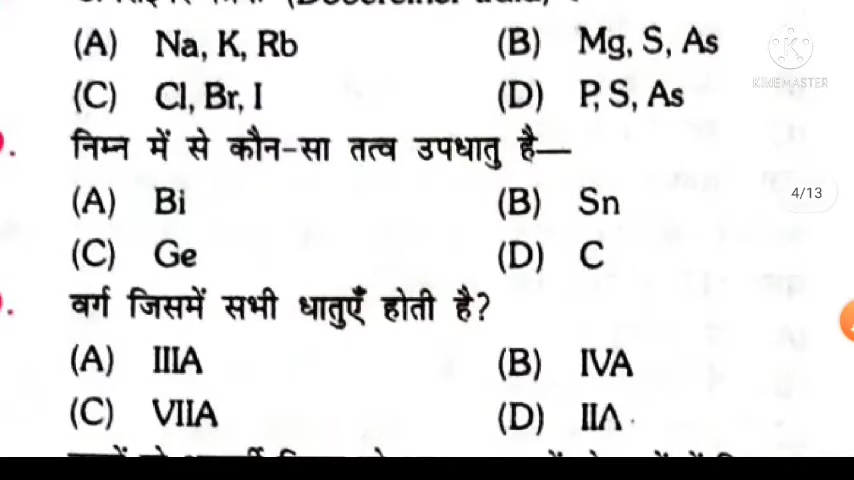 (A) Na, K, Rb (B) Mg, S, As
(C) Cl, Br, I (D) P, S, As
निम्न में से कौन-सा तत्व उपधातु है—
(A) Bi (B) Sn
(C) Ge (D) C
वर्ग जिसमें सभी धातुएँ होती है?
(A) IIIA (B) IVA
(C) VIIA (D) IIA
KINEMASTER
4/13